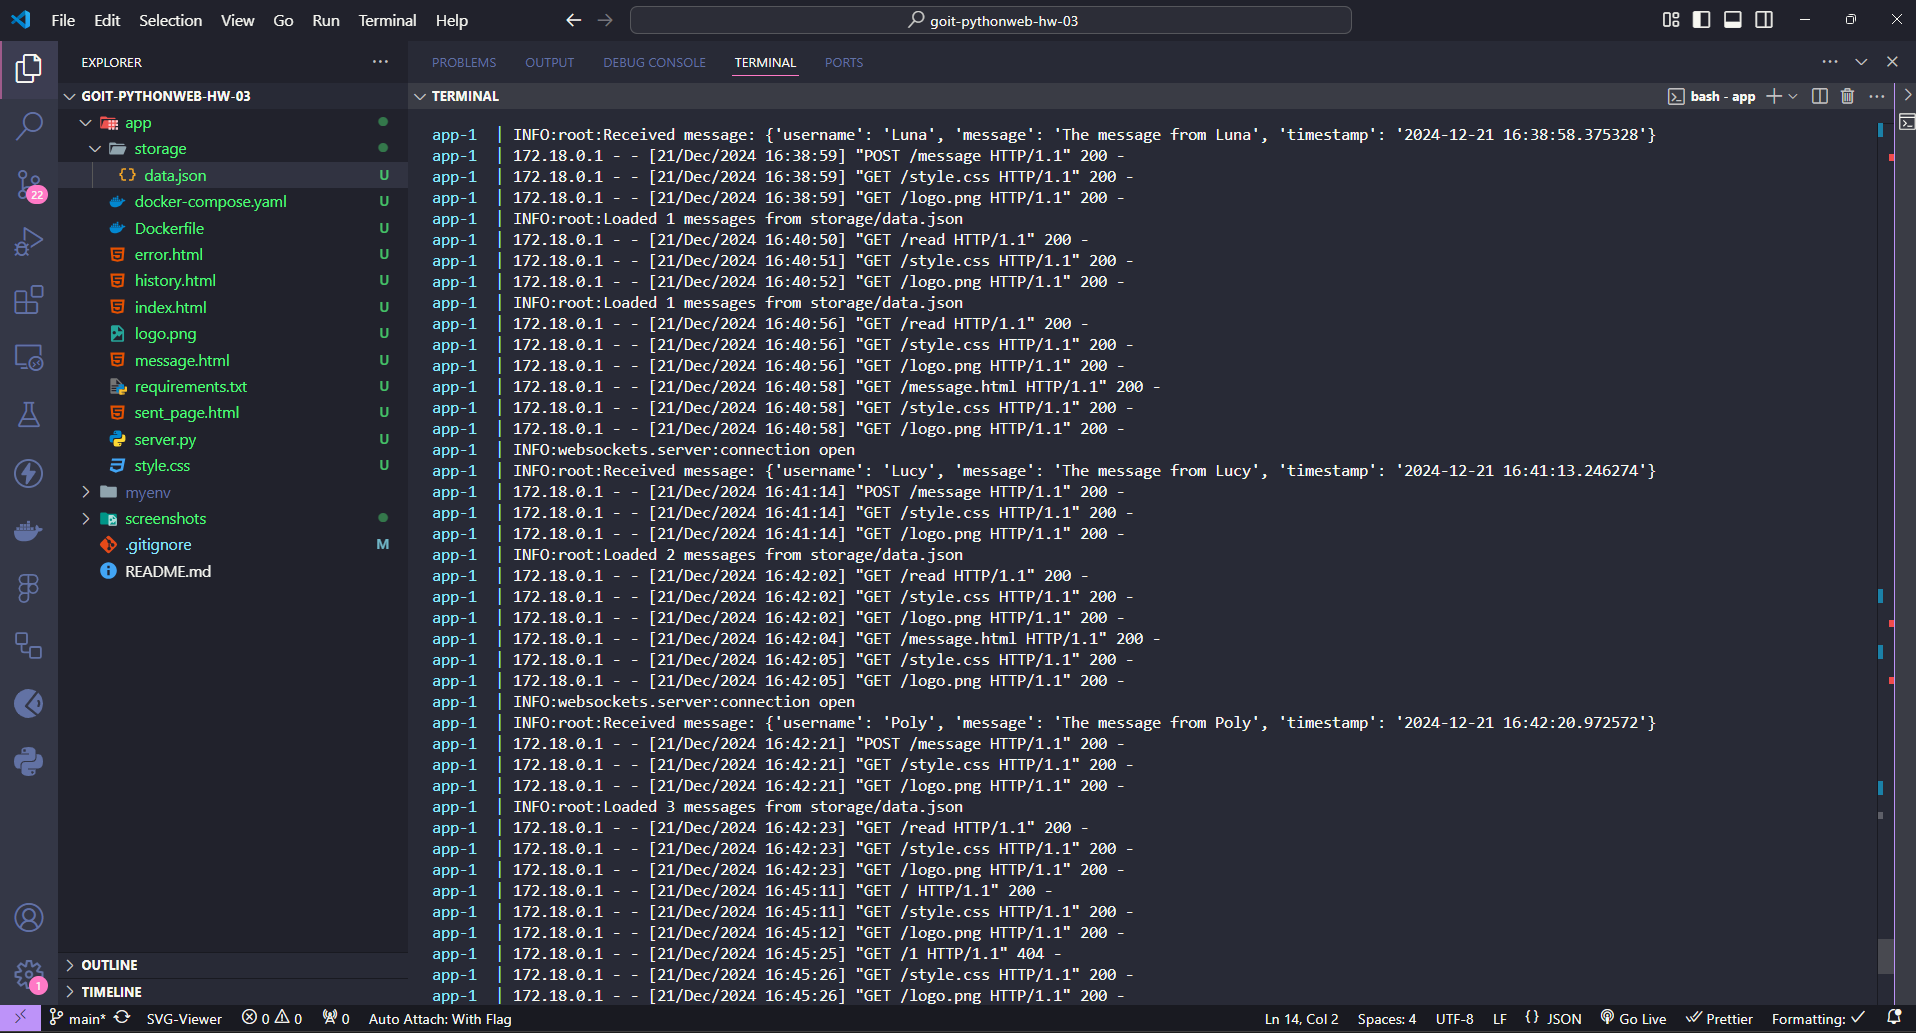 File Edit Selection View Go Run Terminal Help
goit-pythonweb-hw-03
EXPLORER
GOIT-PYTHONWEB-HW-03
app
storage
data.json U
docker-compose.yaml U
Dockerfile U
error.html U
history.html U
index.html U
logo.png U
message.html U
requirements.txt U
sent_page.html U
server.py U
style.css U
myenv
screenshots
.gitignore M
README.md
OUTLINE
TIMELINE
22
1
PROBLEMS OUTPUT DEBUG CONSOLE TERMINAL PORTS
TERMINAL
bash - app
app-1 | INFO:root:Received message: {'username': 'Luna', 'message': 'The message from Luna', 'timestamp': '2024-12-21 16:38:58.375328'}
app-1 | 172.18.0.1 - - [21/Dec/2024 16:38:59] "POST /message HTTP/1.1" 200 -
app-1 | 172.18.0.1 - - [21/Dec/2024 16:38:59] "GET /style.css HTTP/1.1" 200 -
app-1 | 172.18.0.1 - - [21/Dec/2024 16:38:59] "GET /logo.png HTTP/1.1" 200 -
app-1 | INFO:root:Loaded 1 messages from storage/data.json
app-1 | 172.18.0.1 - - [21/Dec/2024 16:40:50] "GET /read HTTP/1.1" 200 -
app-1 | 172.18.0.1 - - [21/Dec/2024 16:40:51] "GET /style.css HTTP/1.1" 200 -
app-1 | 172.18.0.1 - - [21/Dec/2024 16:40:52] "GET /logo.png HTTP/1.1" 200 -
app-1 | INFO:root:Loaded 1 messages from storage/data.json
app-1 | 172.18.0.1 - - [21/Dec/2024 16:40:56] "GET /read HTTP/1.1" 200 -
app-1 | 172.18.0.1 - - [21/Dec/2024 16:40:56] "GET /style.css HTTP/1.1" 200 -
app-1 | 172.18.0.1 - - [21/Dec/2024 16:40:56] "GET /logo.png HTTP/1.1" 200 -
app-1 | 172.18.0.1 - - [21/Dec/2024 16:40:58] "GET /message.html HTTP/1.1" 200 -
app-1 | 172.18.0.1 - - [21/Dec/2024 16:40:58] "GET /style.css HTTP/1.1" 200 -
app-1 | 172.18.0.1 - - [21/Dec/2024 16:40:58] "GET /logo.png HTTP/1.1" 200 -
app-1 | INFO:websockets.server:connection open
app-1 | INFO:root:Received message: {'username': 'Lucy', 'message': 'The message from Lucy', 'timestamp': '2024-12-21 16:41:13.246274'}
app-1 | 172.18.0.1 - - [21/Dec/2024 16:41:14] "POST /message HTTP/1.1" 200 -
app-1 | 172.18.0.1 - - [21/Dec/2024 16:41:14] "GET /style.css HTTP/1.1" 200 -
app-1 | 172.18.0.1 - - [21/Dec/2024 16:41:14] "GET /logo.png HTTP/1.1" 200 -
app-1 | INFO:root:Loaded 2 messages from storage/data.json
app-1 | 172.18.0.1 - - [21/Dec/2024 16:42:02] "GET /read HTTP/1.1" 200 -
app-1 | 172.18.0.1 - - [21/Dec/2024 16:42:02] "GET /style.css HTTP/1.1" 200 -
app-1 | 172.18.0.1 - - [21/Dec/2024 16:42:02] "GET /logo.png HTTP/1.1" 200 -
app-1 | 172.18.0.1 - - [21/Dec/2024 16:42:04] "GET /message.html HTTP/1.1" 200 -
app-1 | 172.18.0.1 - - [21/Dec/2024 16:42:05] "GET /style.css HTTP/1.1" 200 -
app-1 | 172.18.0.1 - - [21/Dec/2024 16:42:05] "GET /logo.png HTTP/1.1" 200 -
app-1 | INFO:websockets.server:connection open
app-1 | INFO:root:Received message: {'username': 'Poly', 'message': 'The message from Poly', 'timestamp': '2024-12-21 16:42:20.972572'}
app-1 | 172.18.0.1 - - [21/Dec/2024 16:42:21] "POST /message HTTP/1.1" 200 -
app-1 | 172.18.0.1 - - [21/Dec/2024 16:42:21] "GET /style.css HTTP/1.1" 200 -
app-1 | 172.18.0.1 - - [21/Dec/2024 16:42:21] "GET /logo.png HTTP/1.1" 200 -
app-1 | INFO:root:Loaded 3 messages from storage/data.json
app-1 | 172.18.0.1 - - [21/Dec/2024 16:42:23] "GET /read HTTP/1.1" 200 -
app-1 | 172.18.0.1 - - [21/Dec/2024 16:42:23] "GET /style.css HTTP/1.1" 200 -
app-1 | 172.18.0.1 - - [21/Dec/2024 16:42:23] "GET /logo.png HTTP/1.1" 200 -
app-1 | 172.18.0.1 - - [21/Dec/2024 16:45:11] "GET / HTTP/1.1" 200 -
app-1 | 172.18.0.1 - - [21/Dec/2024 16:45:11] "GET /style.css HTTP/1.1" 200 -
app-1 | 172.18.0.1 - - [21/Dec/2024 16:45:12] "GET /logo.png HTTP/1.1" 200 -
app-1 | 172.18.0.1 - - [21/Dec/2024 16:45:25] "GET /1 HTTP/1.1" 404 -
app-1 | 172.18.0.1 - - [21/Dec/2024 16:45:26] "GET /style.css HTTP/1.1" 200 -
app-1 | 172.18.0.1 - - [21/Dec/2024 16:45:26] "GET /logo.png HTTP/1.1" 200 -
main* SVG-Viewer 0 0 0 Auto Attach: With Flag Ln 14, Col 2 Spaces: 4 UTF-8 LF {} JSON Go Live Prettier Formatting: